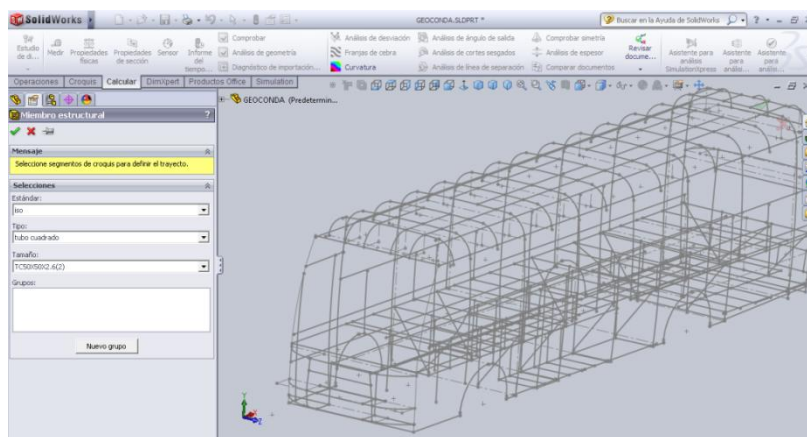 SolidWorks
GEOCONDA.SLDPRT *
Buscar en la Ayuda de SolidWorks
Estudio de di...
Medir
Propiedades físicas
Propiedades de sección
Sensor
Informe del tiempo...
Comprobar
Análisis de geometría
Diagnóstico de importación...
Análisis de desviación
Franjas de cebra
Curvatura
Análisis de ángulo de salida
Análisis de cortes sesgados
Análisis de línea de separación
Comprobar simetría
Análisis de espesor
Comparar documentos
Revisar docume...
Asistente para análisis SimulationXpress
Asistente para análisi...
Asistente para análisi...
Operaciones Croquis Calcular DimXpert Productos Office Simulation
GEOCONDA (Predetermin...
Miembro estructural ?
Mensaje
Seleccione segmentos de croquis para definir el trayecto.
Selecciones
Estándar:
iso
Tipo:
tubo cuadrado
Tamaño:
TC50X50X2.6(2)
Grupos:
Nuevo grupo